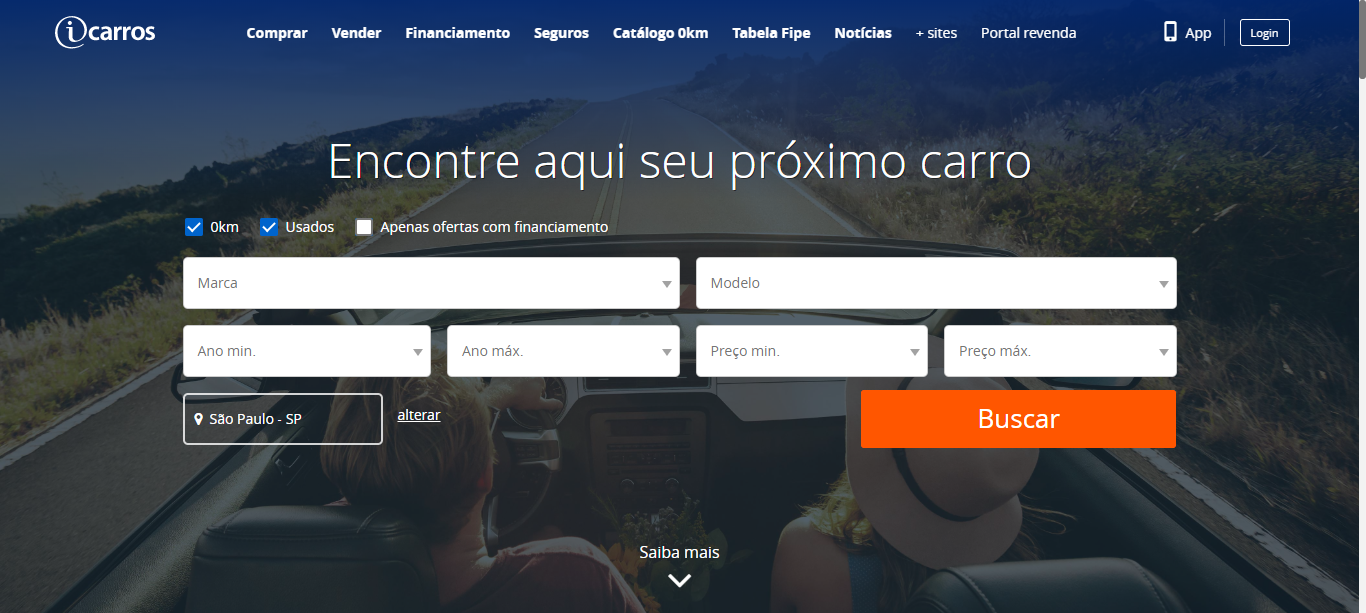 icarros Comprar Vender Financiamento Seguros Catálogo 0km Tabela Fipe Notícias + sites Portal revenda App Login
Encontre aqui seu próximo carro
0km Usados Apenas ofertas com financiamento
Marca Modelo
Ano min. Ano máx. Preço min. Preço máx.
São Paulo - SP alterar Buscar
Saiba mais